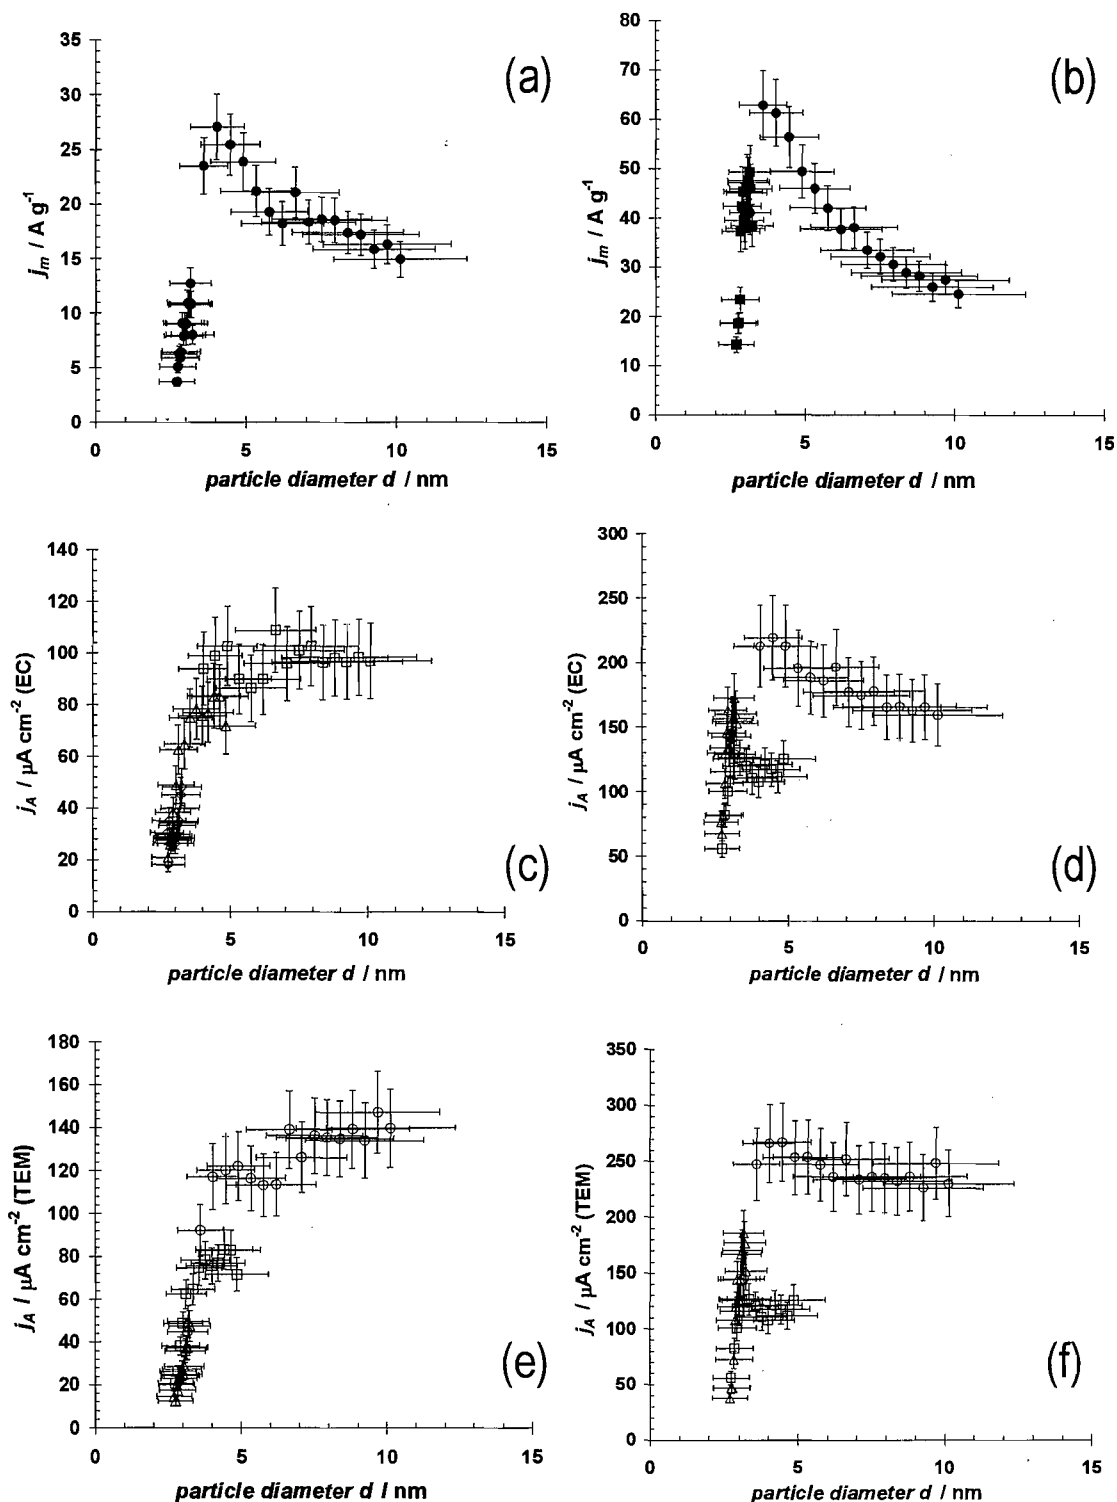 (a)
35
30
25
20
15
10
5
0
j_m / A g⁻¹
0 5 10 15
particle diameter d / nm
(b)
80
70
60
50
40
30
20
10
0
j_m / A g⁻¹
0 5 10 15
particle diameter d / nm
(c)
140
120
100
80
60
40
20
0
j_A / µA cm⁻² (EC)
0 5 10 15
particle diameter d / nm
(d)
300
250
200
150
100
50
0
j_A / µA cm⁻² (EC)
0 5 10 15
particle diameter d / nm
(e)
180
160
140
120
100
80
60
40
20
0
j_A / µA cm⁻² (TEM)
0 5 10 15
particle diameter d / nm
(f)
350
300
250
200
150
100
50
0
j_A / µA cm⁻² (TEM)
0 5 10 15
particle diameter d / nm